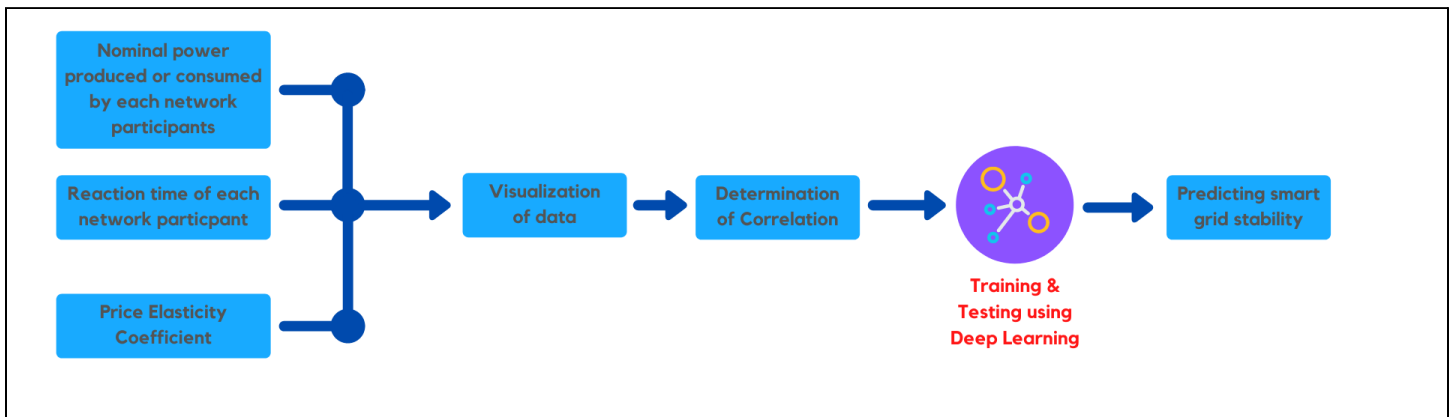 Nominal power
produced or consumed
by each network
participants
Reaction time of each
network particpant
Price Elasticity
Coefficient
Visualization
of data
Determination
of Correlation
Training &
Testing using
Deep Learning
Predicting smart
grid stability